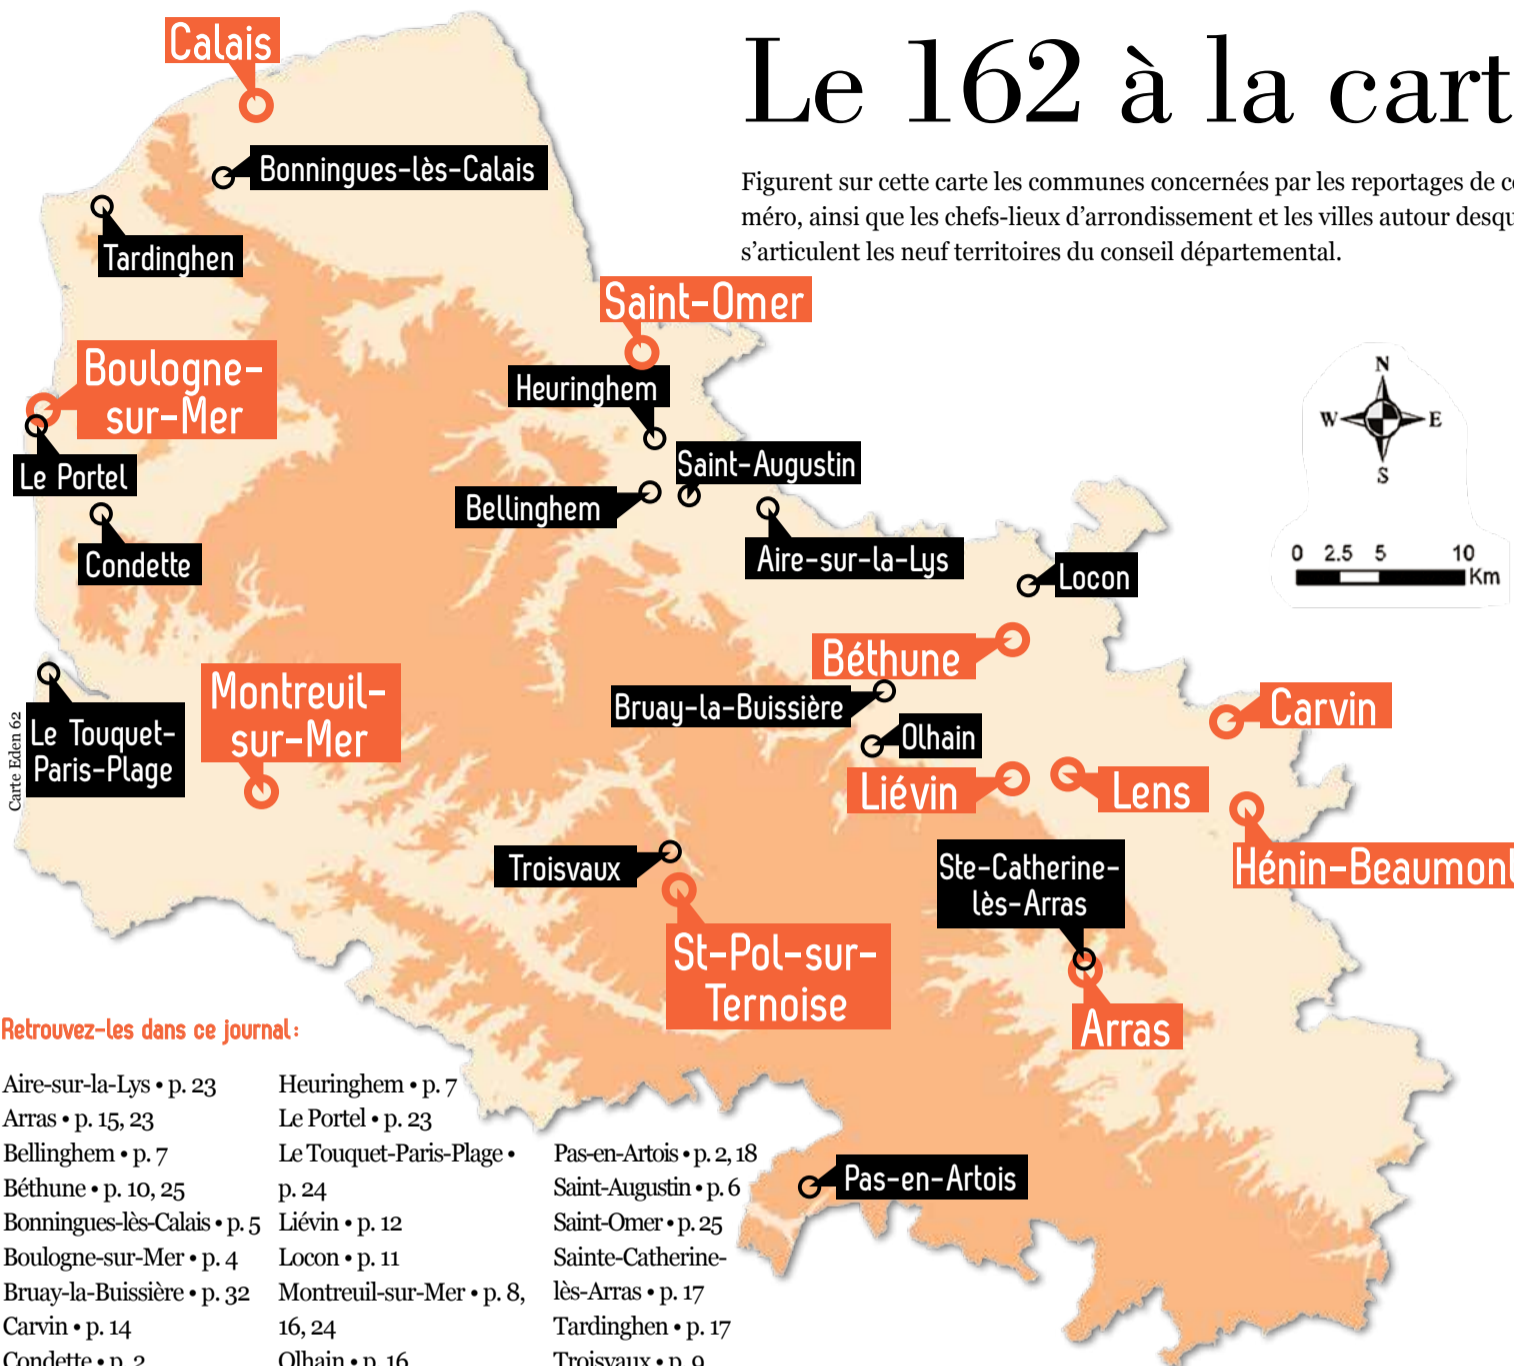 Le 162 à la cart
Figurent sur cette carte les communes concernées par les reportages de
méro, ainsi que les chefs-lieux d’arrondissement et les villes autour
s’articulent les neuf territoires du conseil départemental.
Calais
Bonningues-lès-Calais
Tardinghen
Saint-Omer
Boulogne-
sur-Mer
Heuringhem
Le Portel
Saint-Augustin
Bellinghem
Condette
Aire-sur-la-Lys
Locon
N
W E
S
0 2.5 5 10
Km
Béthune
Montreuil-
sur-Mer
Bruay-la-Buissière
Carvin
Le Touquet-
Paris-Plage
Olhain
Liévin
Lens
Carte Eden 62
Troisvaux
Ste-Catherine-
lès-Arras
Hénin-Beaumont
St-Pol-sur-
Ternoise
Arras
Pas-en-Artois
Retrouvez-les dans ce journal :
Aire-sur-la-Lys • p. 23
Arras • p. 15, 23
Bellinghem • p. 7
Béthune • p. 10, 25
Bonningues-lès-Calais • p. 5
Boulogne-sur-Mer • p. 4
Bruay-la-Buissière • p. 32
Carvin • p. 14
Condette • p. 2
Heuringhem • p. 7
Le Portel • p. 23
Le Touquet-Paris-Plage •
p. 24
Liévin • p. 12
Locon • p. 11
Montreuil-sur-Mer • p. 8,
16, 24
Olhain • p. 16
Pas-en-Artois • p. 2, 18
Saint-Augustin • p. 6
Saint-Omer • p. 25
Sainte-Catherine-
lès-Arras • p. 17
Tardinghen • p. 17
Troisvaux • p. 9